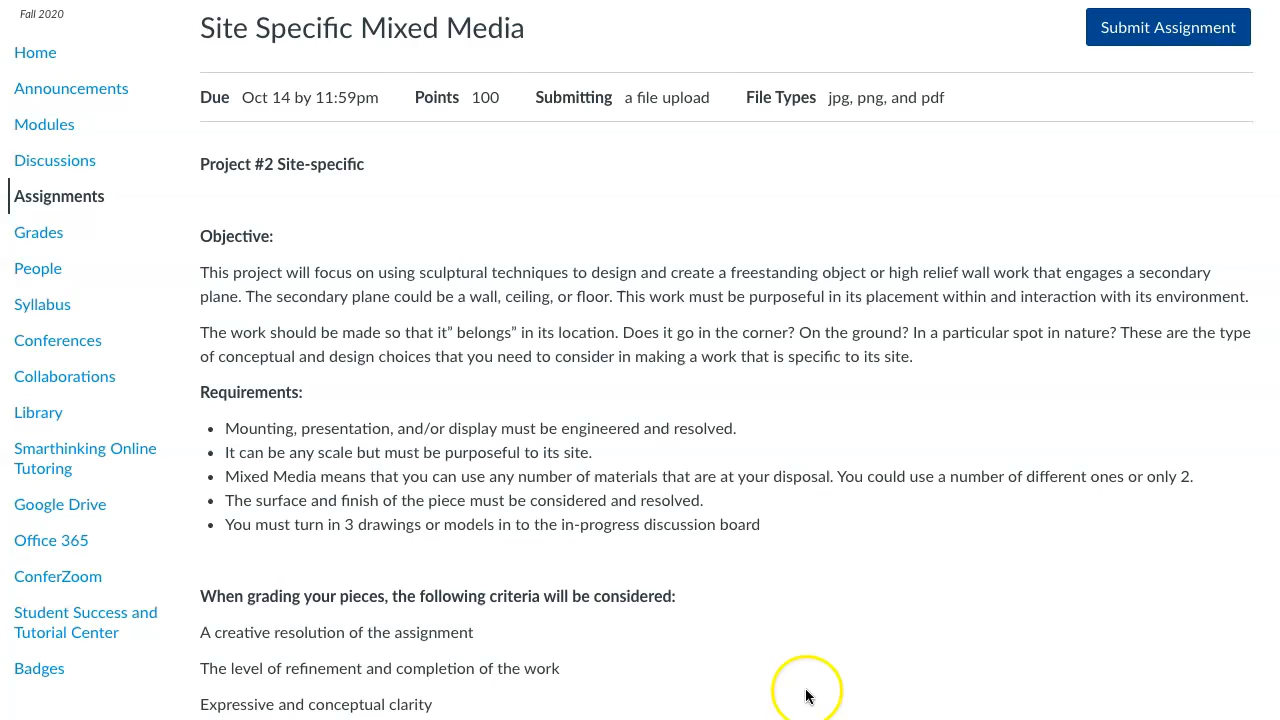 Fall 2020
Home
Announcements
Modules
Discussions
Assignments
Grades
People
Syllabus
Conferences
Collaborations
Library
Smarthinking Online
Tutoring
Google Drive
Office 365
ConferZoom
Student Success and
Tutorial Center
Badges
Site Specific Mixed Media
Submit Assignment
Due Oct 14 by 11:59pm Points 100 Submitting a file upload File Types jpg, png, and pdf
Project #2 Site-specific
Objective:
This project will focus on using sculptural techniques to design and create a freestanding object or high relief wall work that engages a secondary
plane. The secondary plane could be a wall, ceiling, or floor. This work must be purposeful in its placement within and interaction with its environment.
The work should be made so that it” belongs” in its location. Does it go in the corner? On the ground? In a particular spot in nature? These are the type
of conceptual and design choices that you need to consider in making a work that is specific to its site.
Requirements:
• Mounting, presentation, and/or display must be engineered and resolved.
• It can be any scale but must be purposeful to its site.
• Mixed Media means that you can use any number of materials that are at your disposal. You could use a number of different ones or only 2.
• The surface and finish of the piece must be considered and resolved.
• You must turn in 3 drawings or models in to the in-progress discussion board
When grading your pieces, the following criteria will be considered:
A creative resolution of the assignment
The level of refinement and completion of the work
Expressive and conceptual clarity